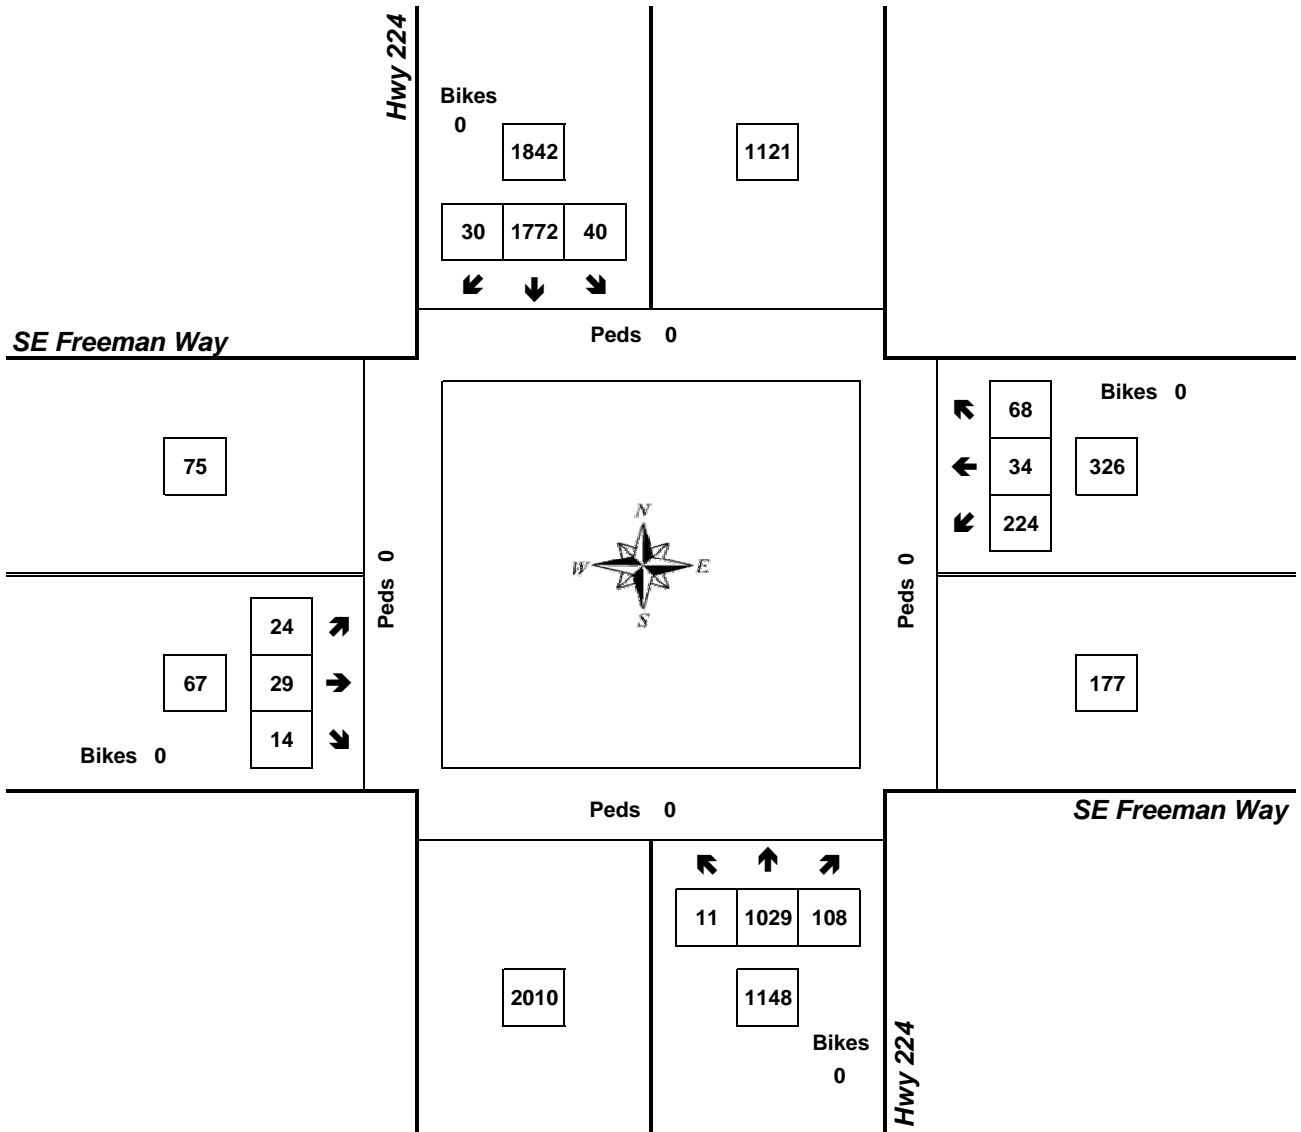 Hwy 224
Bikes
0
1842
1121
30 1772 40
Peds 0
SE Freeman Way
Bikes 0
68
34
224
326
75
N
W E
S
Peds 0
Peds 0
24
29
14
67
Bikes 0
177
Peds 0
SE Freeman Way
11 1029 108
2010
1148
Bikes
0
Hwy 224